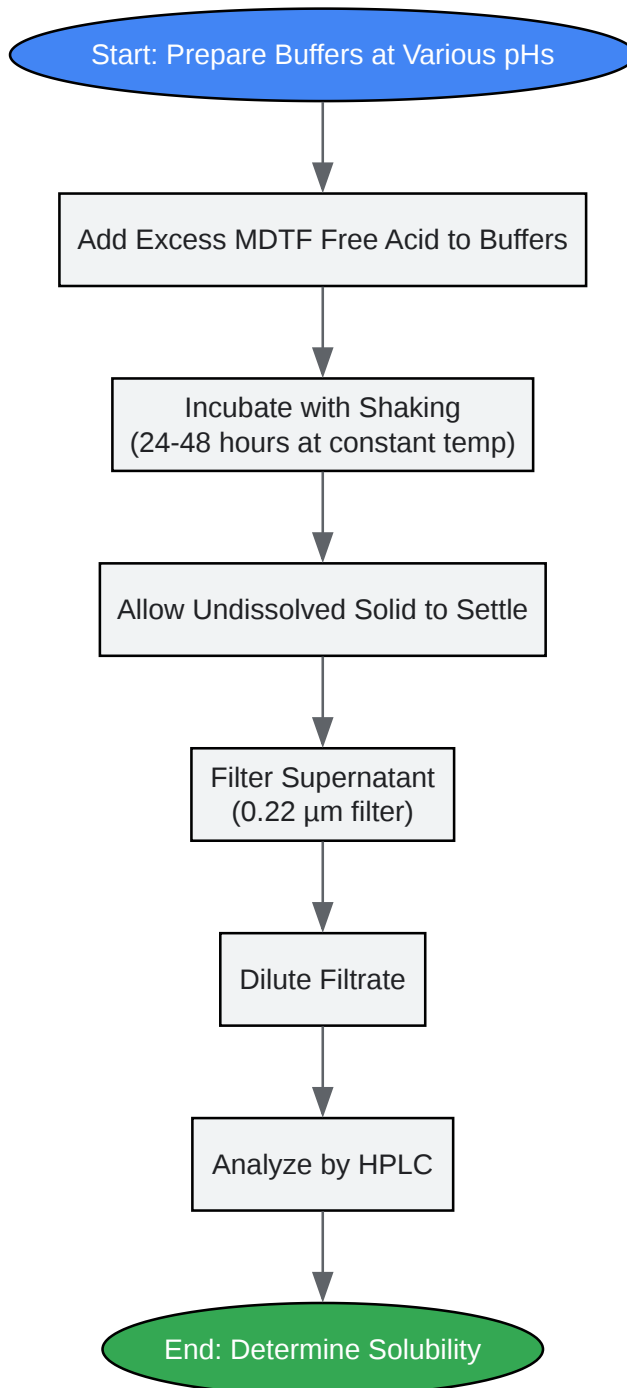 Start: Prepare Buffers at Various pHs
Add Excess MDTF Free Acid to Buffers
Incubate with Shaking
(24-48 hours at constant temp)
Allow Undissolved Solid to Settle
Filter Supernatant
(0.22 µm filter)
Dilute Filtrate
Analyze by HPLC
End: Determine Solubility